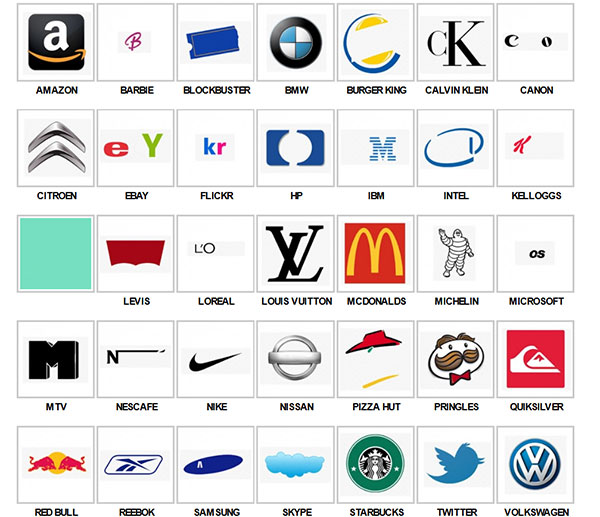 a
B
AMAZON BARBIE BLOCKBUSTER BMW BURGER KING CALVIN KLEIN CANON
CK
C O
e Y
kr
IBM
K
CITROEN EBAY FLICKR HP IBM INTEL KELLOGGS
L'O
LV
M
os
LEVIS LOREAL LOUIS VUITTON MCDONALDS MICHELIN MICROSOFT
M
N
MTV NESCAFE NIKE NISSAN PIZZA HUT PRINGLES QUIKSILVER
A
VW
RED BULL REEBOK SAMSUNG SKYPE STARBUCKS TWITTER VOLKSWAGEN